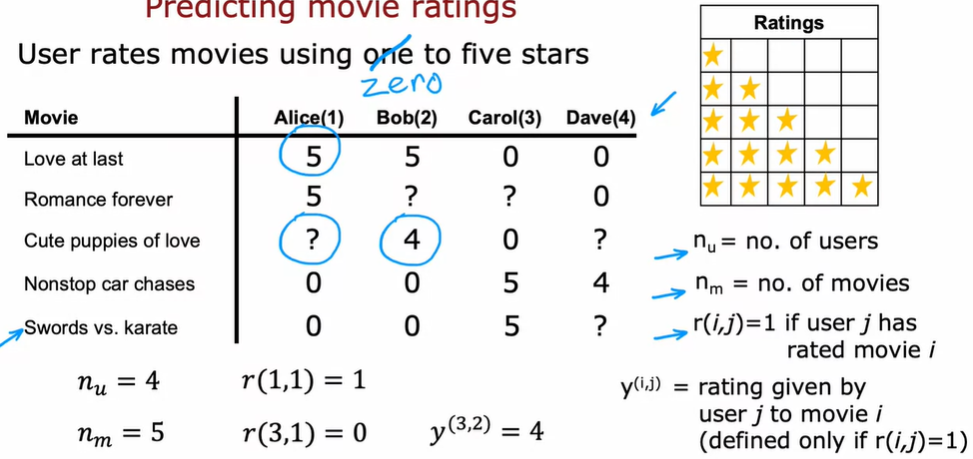 Predicting movie ratings
User rates movies using one to five stars
zero
Ratings
Movie Alice(1) Bob(2) Carol(3) Dave(4)
Love at last 5 5 0 0
Romance forever 5 ? ? 0
Cute puppies of love ? 4 0 ?
Nonstop car chases 0 0 5 4
Swords vs. karate 0 0 5 ?
nᵤ = no. of users
nₘ = no. of movies
r(i,j)=1 if user j has
rated movie i
nᵤ = 4 r(1,1) = 1
nₘ = 5 r(3,1) = 0 y⁽³,²⁾ = 4
y⁽ⁱ,ʲ⁾ = rating given by
user j to movie i
(defined only if r(i,j)=1)